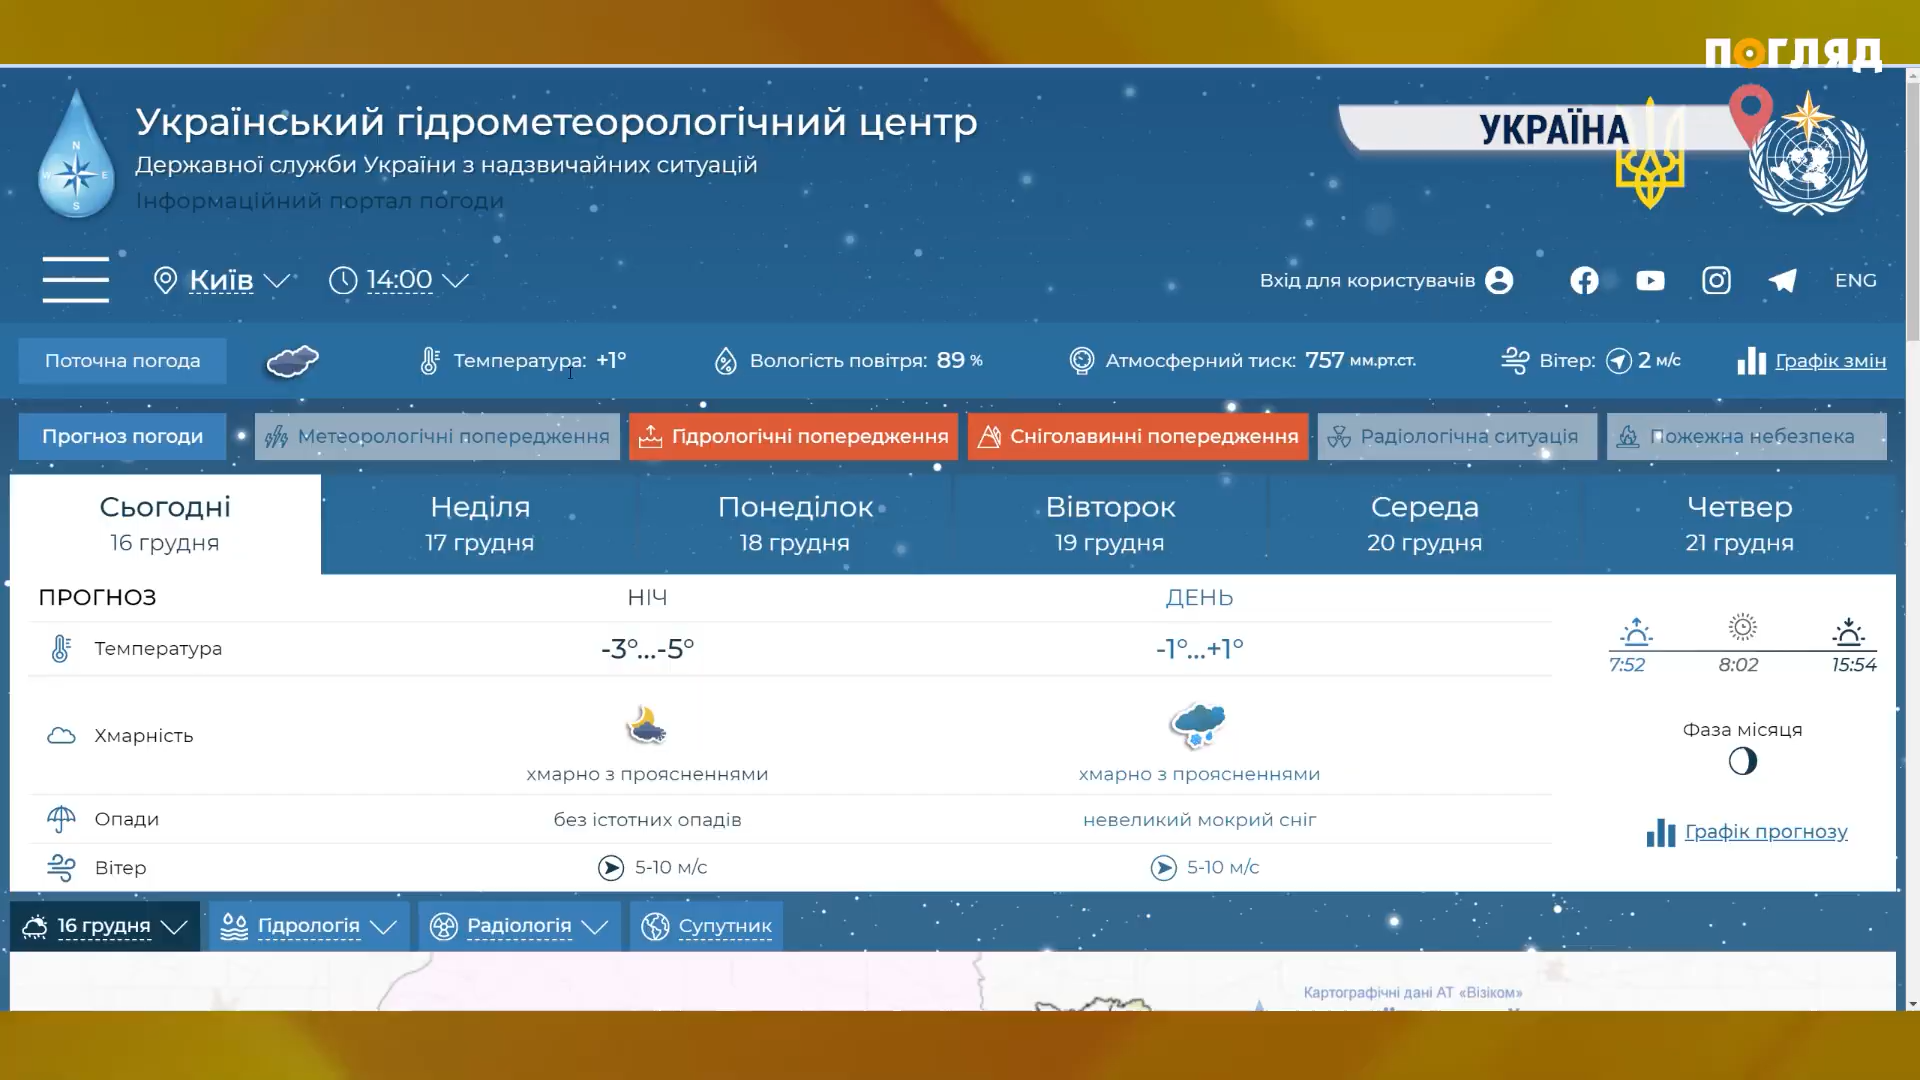 ПОГЛЯД
Український гідрометеорологічний центр
Державної служби України з надзвичайних ситуацій
Інформаційний портал погоди
УКРАЇНА
N
W E
S
Київ 14:00
Вхід для користувачів ENG
Поточна погода Температура: +1° Вологість повітря: 89 % Атмосферний тиск: 757 мм.рт.ст. Вітер: 2 м/с Графік змін
Прогноз погоди Метеорологічні попередження Гідрологічні попередження Сніголавинні попередження Радіологічна ситуація Пожежна небезпека
Сьогодні Неділя Понеділок Вівторок Середа Четвер
16 грудня 17 грудня 18 грудня 19 грудня 20 грудня 21 грудня
ПРОГНОЗ НІЧ ДЕНЬ
Температура -3°...-5° -1°...+1°
7:52 8:02 15:54
Хмарність
хмарно з проясненнями хмарно з проясненнями
Фаза місяця
Опади без істотних опадів невеликий мокрий сніг
Графік прогнозу
Вітер 5-10 м/с 5-10 м/с
16 грудня Гідрологія Радіологія Супутник
Картографічні дані АТ «Візіком»